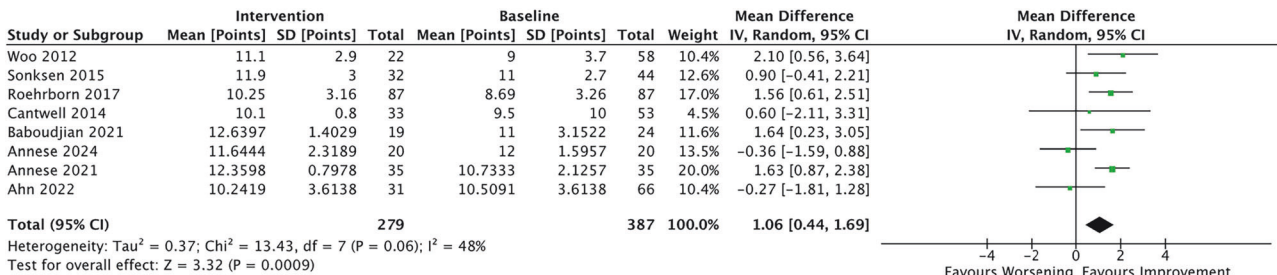 Intervention Baseline Mean Difference Mean Difference
Study or Subgroup Mean [Points] SD [Points] Total Mean [Points] SD [Points] Total Weight IV, Random, 95% CI IV, Random, 95% CI
Woo 2012 11.1 2.9 22 9 3.7 58 10.4% 2.10 [0.56, 3.64]
Sonksen 2015 11.9 3 32 11 2.7 44 12.6% 0.90 [-0.41, 2.21]
Roehrborn 2017 10.25 3.16 87 8.69 3.26 87 17.0% 1.56 [0.61, 2.51]
Cantwell 2014 10.1 0.8 33 9.5 10 53 4.5% 0.60 [-2.11, 3.31]
Baboudjian 2021 12.6397 1.4029 19 11 3.1522 24 11.6% 1.64 [0.23, 3.05]
Annese 2024 11.6444 2.3189 20 12 1.5957 20 13.5% -0.36 [-1.59, 0.88]
Annese 2021 12.3598 0.7978 35 10.7333 2.1257 35 20.0% 1.63 [0.87, 2.38]
Ahn 2022 10.2419 3.6138 31 10.5091 3.6138 66 10.4% -0.27 [-1.81, 1.28]
Total (95% CI) 279 387 100.0% 1.06 [0.44, 1.69]
Heterogeneity: Tau² = 0.37; Chi² = 13.43, df = 7 (P = 0.06); I² = 48%
Test for overall effect: Z = 3.32 (P = 0.0009)
-4 -2 0 2 4
Favours Worsening Favours Improvement